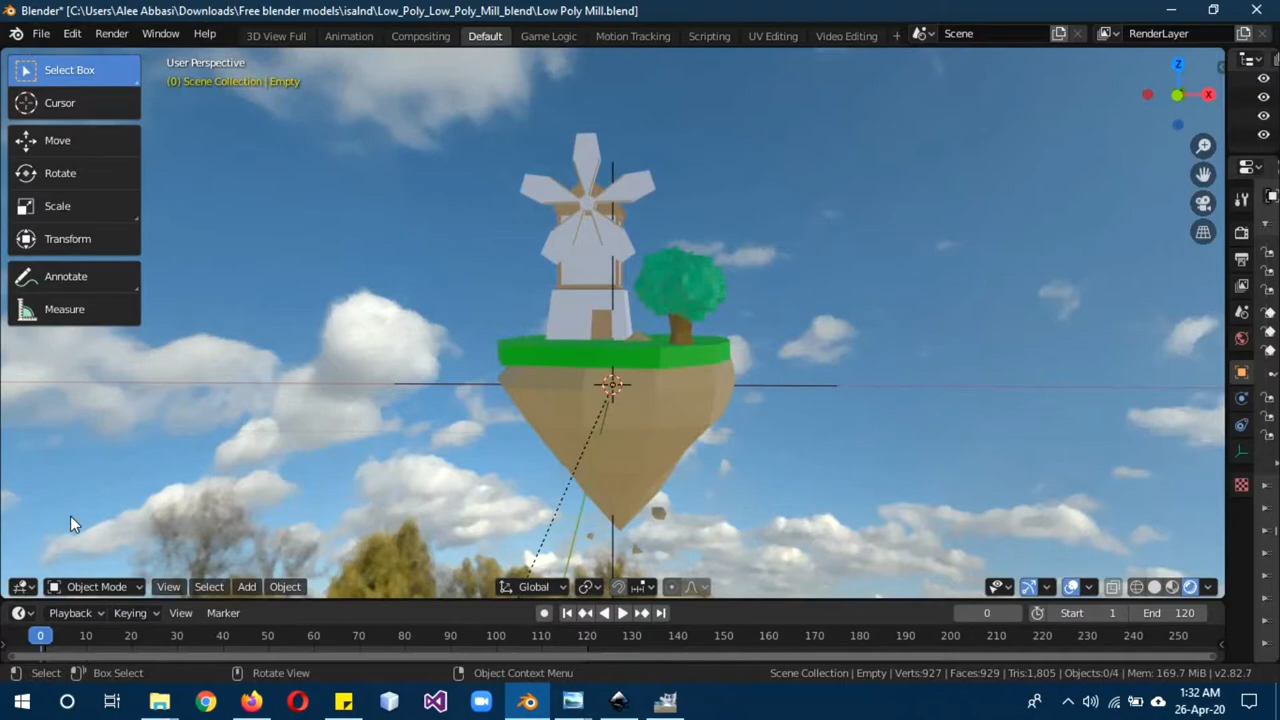 Blender* [C:\Users\Alee Abbasi\Downloads\Free blender models\isalnd\Low_Poly_Low_Poly_Mill_blend\Low Poly Mill.blend]
File Edit Render Window Help 3D View Full Animation Compositing Default Game Logic Motion Tracking Scripting UV Editing Video Editing + Scene RenderLayer
Select Box
User Perspective
(0) Scene Collection | Empty
Cursor
Move
Rotate
Scale
Transform
Annotate
Measure
Z
X
Object Mode View Select Add Object Global
Playback Keying View Marker 0 Start 1 End 120
0 10 20 30 40 50 60 70 80 90 100 110 120 130 140 150 160 170 180 190 200 210 220 230 240 250
Select Box Select Rotate View Object Context Menu Scene Collection | Empty | Verts:927 | Faces:929 | Tris:1,805 | Objects:0/4 | Mem: 169.7 MiB | v2.82.7
1:32 AM
26-Apr-20